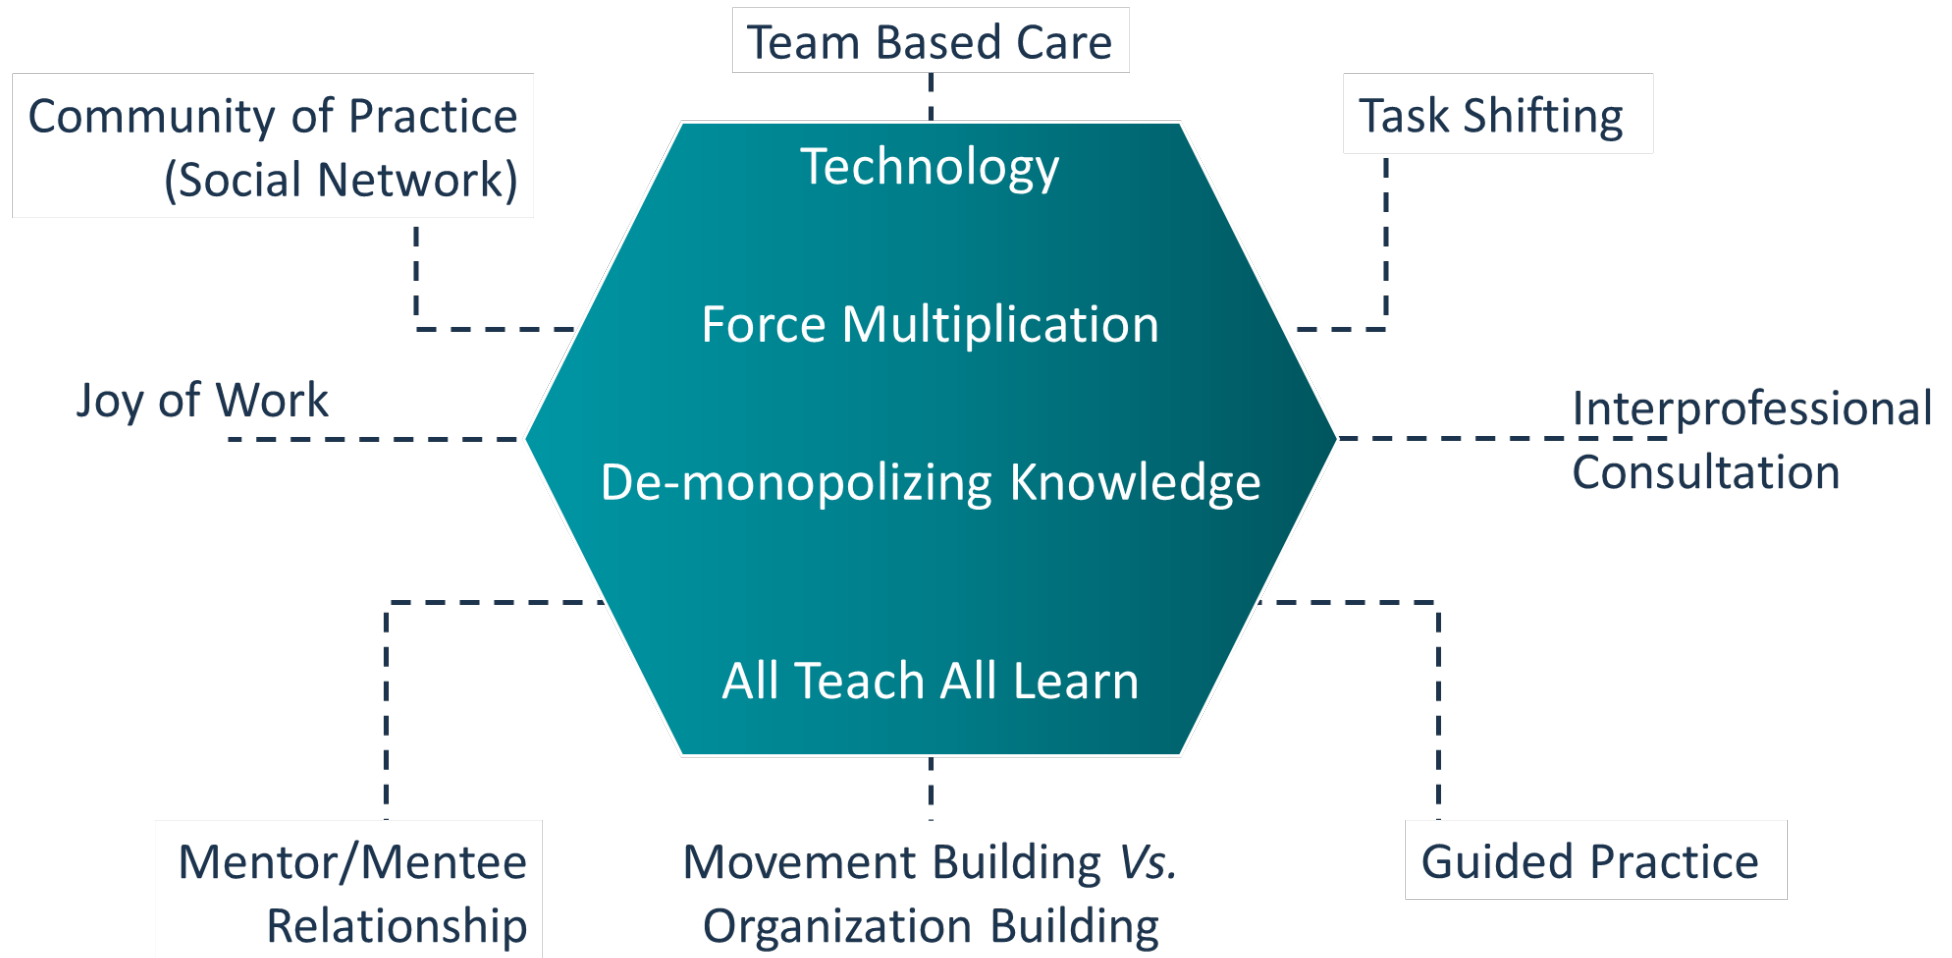 Team Based Care
Community of Practice
(Social Network)
Task Shifting
Technology
Force Multiplication
Joy of Work
Interprofessional
Consultation
De-monopolizing Knowledge
All Teach All Learn
Mentor/Mentee
Relationship
Movement Building Vs.
Organization Building
Guided Practice